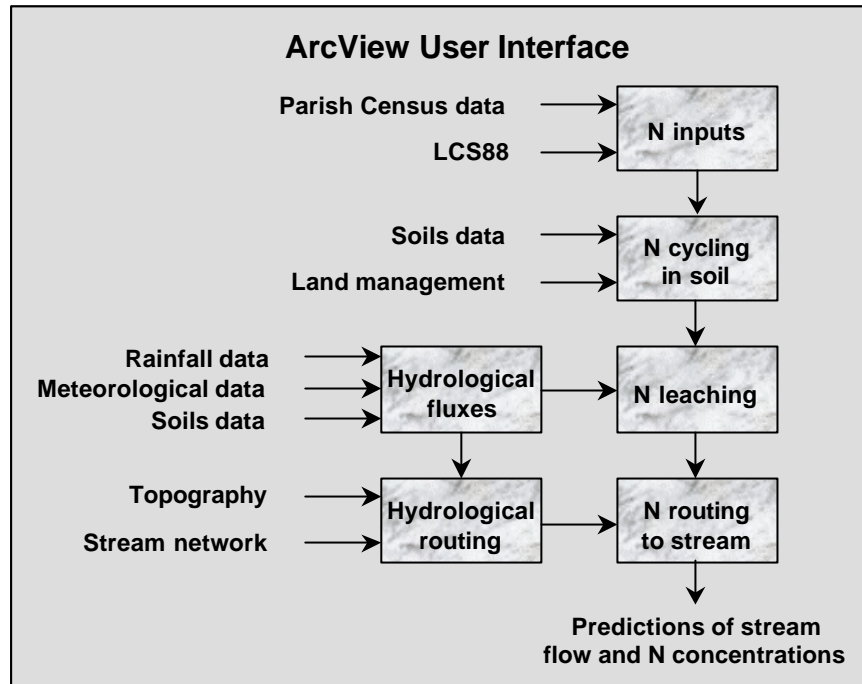 ArcView User Interface
Parish Census data
LCS88
N inputs
Soils data
Land management
N cycling
in soil
Rainfall data
Meteorological data
Soils data
Hydrological
fluxes
N leaching
Topography
Stream network
Hydrological
routing
N routing
to stream
Predictions of stream
flow and N concentrations